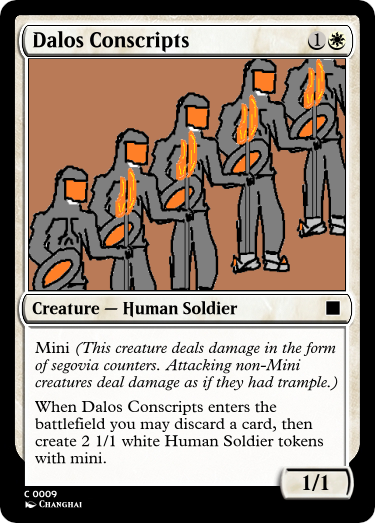 Dalos Conscripts 1
Creature — Human Soldier
Mini (This creature deals damage in the form
of segovia counters. Attacking non-Mini
creatures deal damage as if they had trample.)
When Dalos Conscripts enters the
battlefield you may discard a card, then
create 2 1/1 white Human Soldier tokens
with mini.
1/1
C 0009
Changhai